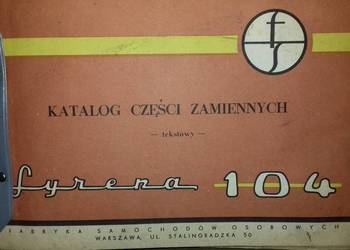 KATALOG CZĘŚCI ZAMIENNYCH
— tekstowy —
Syrena 104
FABRYKA SAMOCHODÓW OSOBOWYCH
WARSZAWA, UL. STALINGRADZKA 50